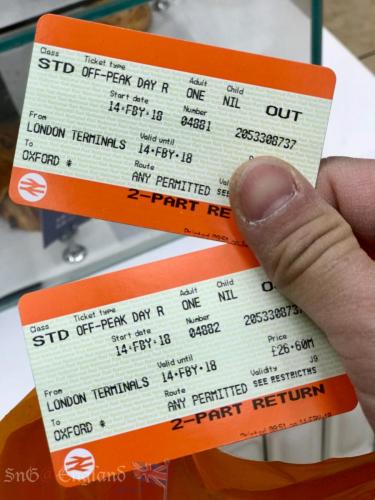 Class Ticket type Adult Child
STD OFF-PEAK DAY R ONE NIL OUT
Start date Number
14·FBY·18 04881 2053308737
From Valid until
LONDON TERMINALS 14·FBY·18
To Route
OXFORD * ANY PERMITTED SEE
2-PART RE
Class Ticket type Adult Child
STD OFF-PEAK DAY R ONE NIL
Start date Number
14·FBY·18 04882 2053308737
From Valid until Price
LONDON TERMINALS 14·FBY·18 £26·60M
To Route Validity J9
OXFORD * ANY PERMITTED SEE RESTRICTNS
2-PART RETURN
SnG @ England